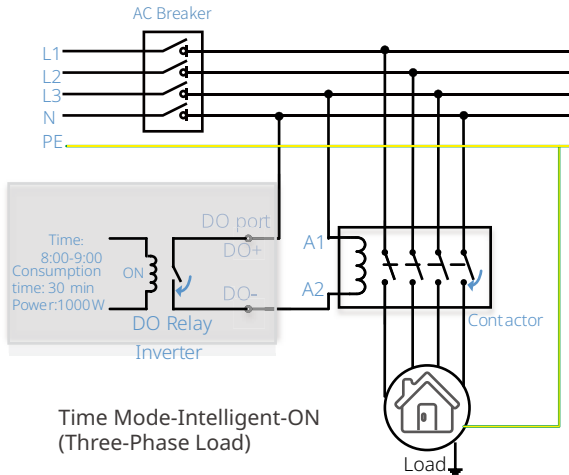 AC Breaker
L1
L2
L3
N
PE
DO port
DO+
Time:
8:00-9:00
Consumption
time: 30 min
Power:1000W
ON
DO-
DO Relay
Inverter
A1
A2
Contactor
Time Mode-Intelligent-ON
(Three-Phase Load)
Load